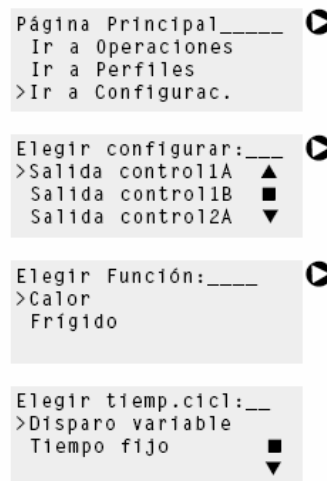 Página Principal_____
Ir a Operaciones
Ir a Perfiles
>Ir a Configurac.
Elegir configurar:___
>Salida control1A ▲
Salida control1B ■
Salida control2A ▼
Elegir Función:____
>Calor
Frígido
Elegir tiemp.cicl:__
>Disparo variable
Tiempo fijo ■
▼